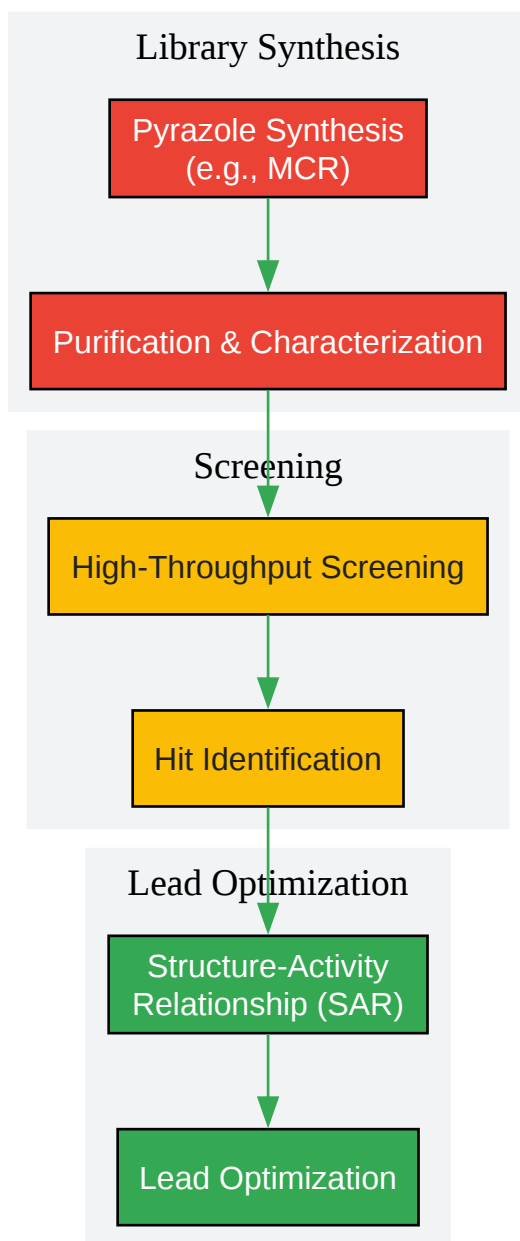 Library Synthesis
Pyrazole Synthesis
(e.g., MCR)
Purification & Characterization
Screening
High-Throughput Screening
Hit Identification
Lead Optimization
Structure-Activity
Relationship (SAR)
Lead Optimization